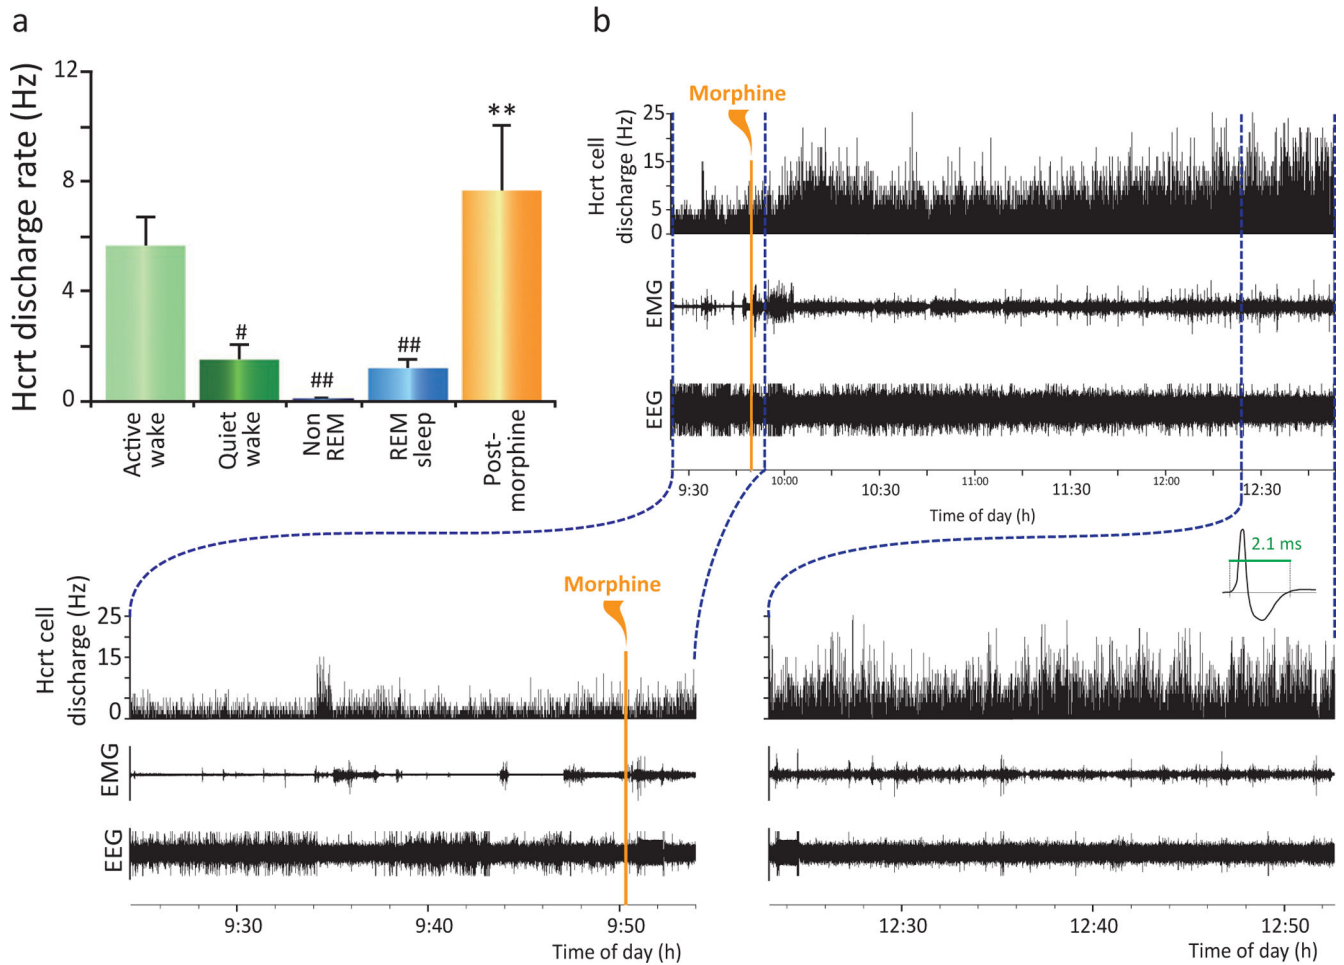 a
Hcrt discharge rate (Hz)
12
8
4
0
#
##
##
**
Active
wake
Quiet
wake
Non
REM
REM
sleep
Post-
morphine
b
Morphine
Hcrt cell
discharge (Hz)
25
15
5
0
EMG
EEG
9:30
10:00
10:30
11:00
11:30
12:00
12:30
Time of day (h)
Morphine
Hcrt cell
discharge (Hz)
25
15
0
EMG
EEG
9:30
9:40
9:50
Time of day (h)
2.1 ms
12:30
12:40
12:50
Time of day (h)